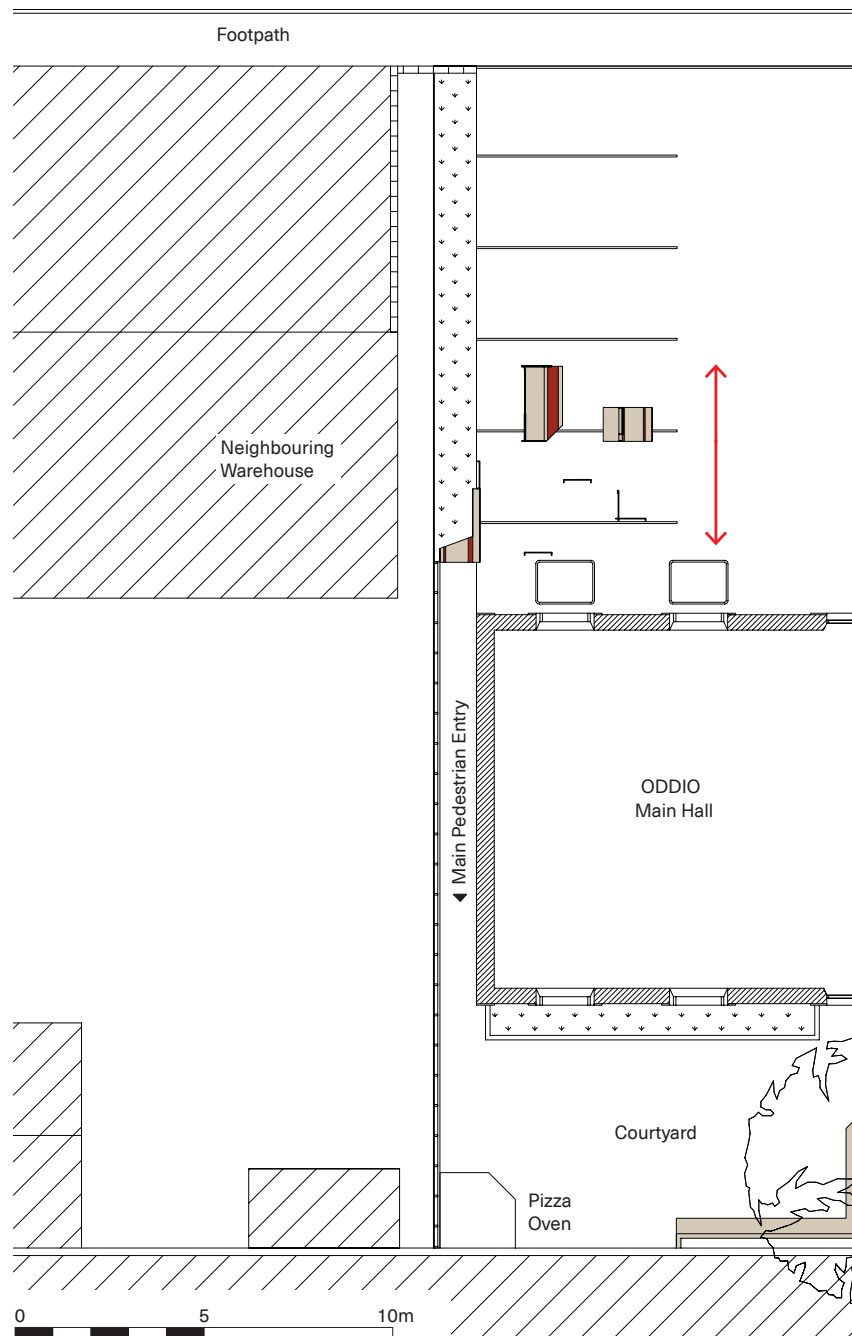 Footpath
Neighbouring
Warehouse
Main Pedestrian Entry
ODDIO
Main Hall
Courtyard
Pizza
Oven
0 5 10m